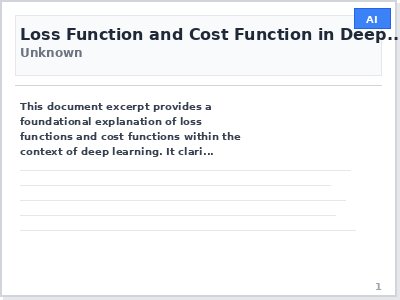 AI
Loss Function and Cost Function in Deep...
Unknown
This document excerpt provides a
foundational explanation of loss
functions and cost functions within the
context of deep learning. It clari...
1